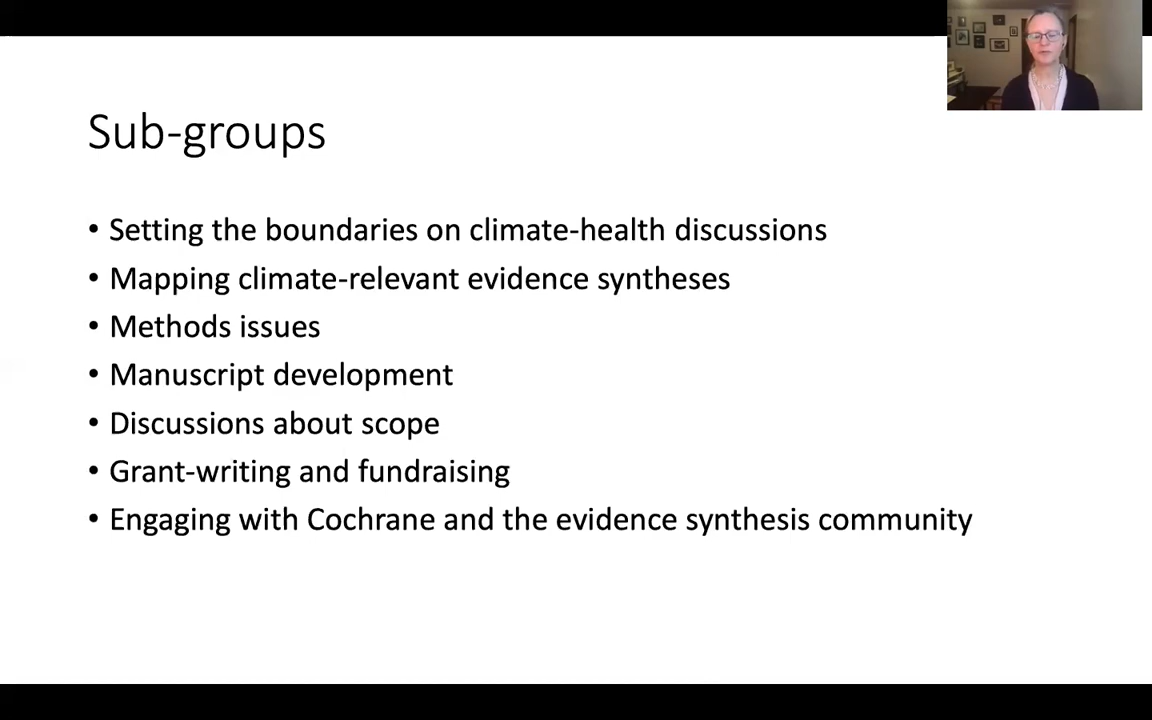 Sub-groups
• Setting the boundaries on climate-health discussions
• Mapping climate-relevant evidence syntheses
• Methods issues
• Manuscript development
• Discussions about scope
• Grant-writing and fundraising
• Engaging with Cochrane and the evidence synthesis community